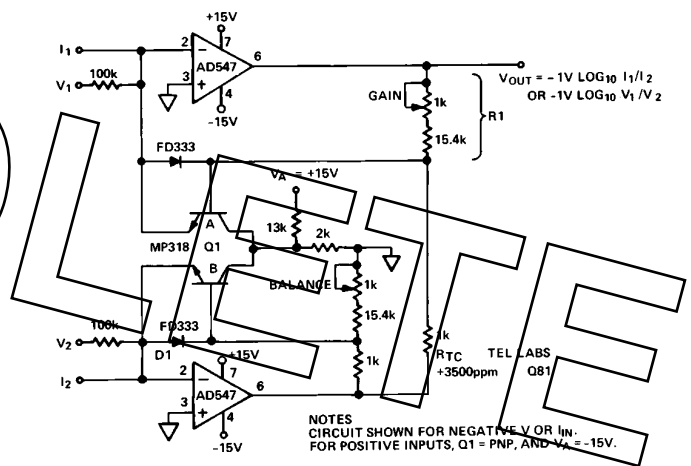 +15V
I1
2
7
6
AD547
V1
100k
3
4
-15V
VOUT = -1V LOG10 I1/I2
OR -1V LOG10 V1/V2
GAIN
1k
R1
15.4k
FD333
VA = +15V
A
13k
2k
MP318
Q1
B
BALANCE
1k
15.4k
V2
100k
FD333
D1
+15V
1k
1k
RTC
+3500ppm
TEL LABS
Q81
I2
2
7
6
AD547
3
4
-15V
NOTES
CIRCUIT SHOWN FOR NEGATIVE V OR IIN.
FOR POSITIVE INPUTS, Q1 = PNP, AND VA = -15V.
LETE